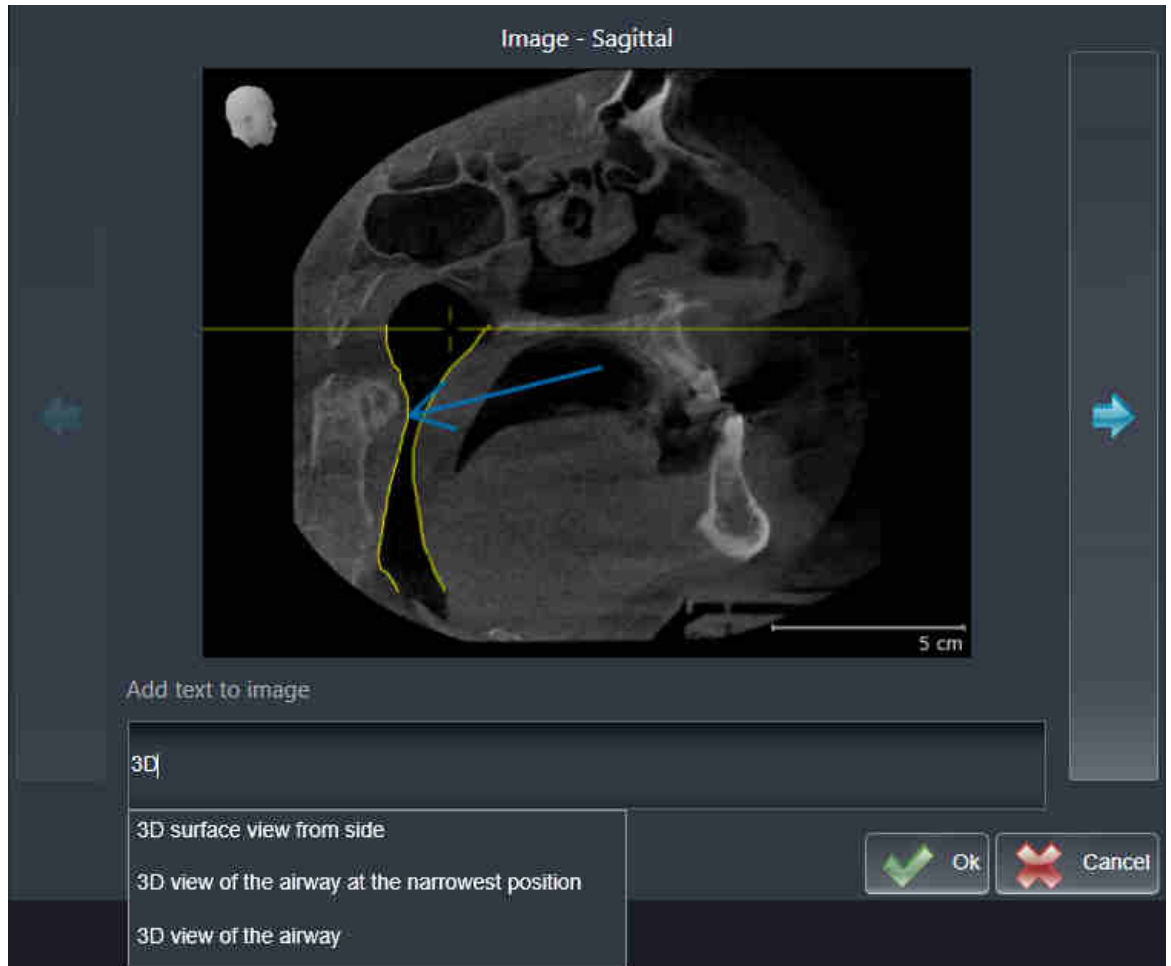 Image - Sagittal
5 cm
Add text to image
3D
3D surface view from side
3D view of the airway at the narrowest position
3D view of the airway
Ok
Cancel